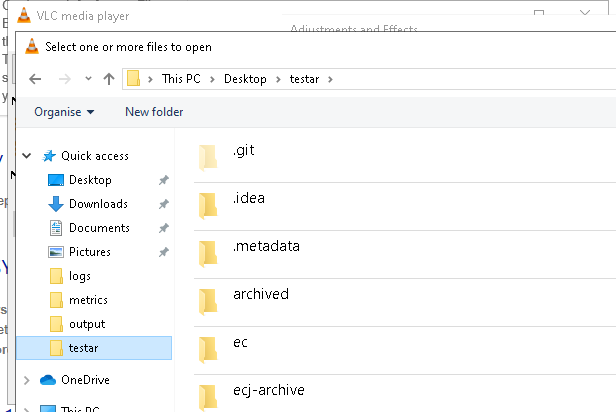 VLC media player
Adjustments and Effects
Select one or more files to open
This PC > Desktop > testar >
Organise New folder
Quick access
Desktop
Downloads
Documents
Pictures
logs
metrics
output
testar
OneDrive
This PC
.git
.idea
.metadata
archived
ec
ecj-archive